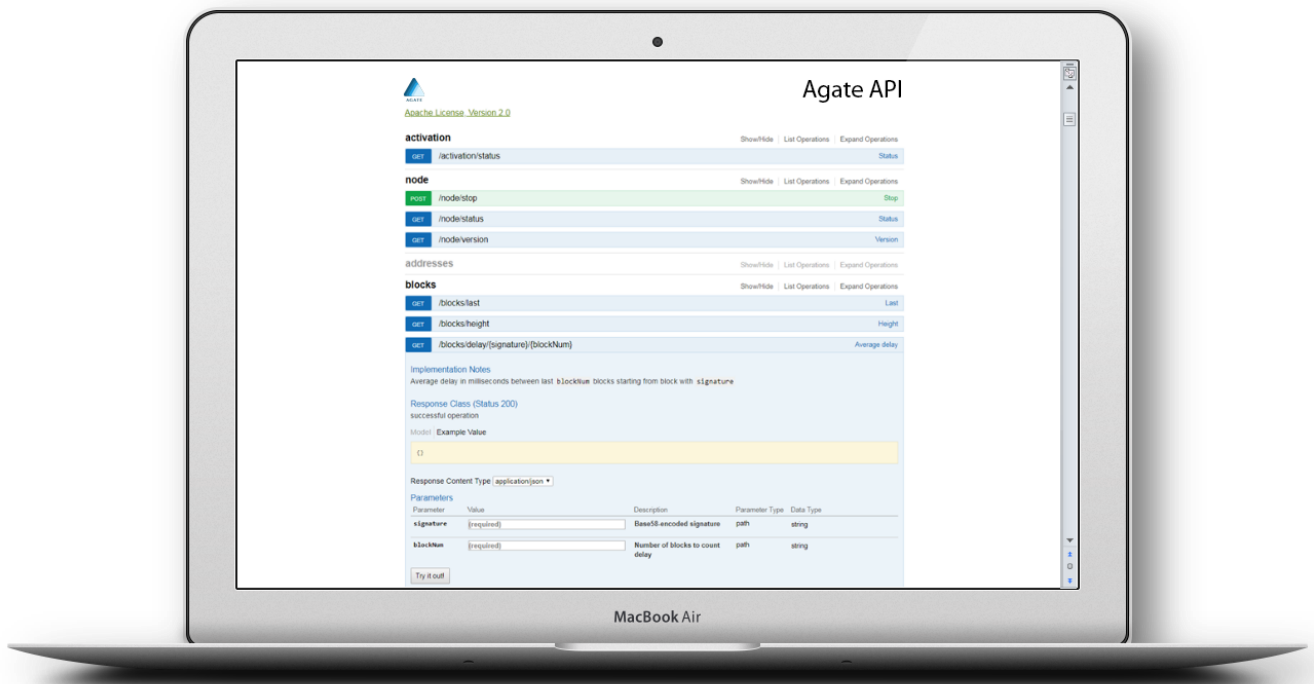 AGATE
Agate API
Apache License, Version 2.0
activation Show/Hide List Operations Expand Operations
GET /activation/status Status
node Show/Hide List Operations Expand Operations
POST /node/stop Stop
GET /node/status Status
GET /node/version Version
addresses Show/Hide List Operations Expand Operations
blocks Show/Hide List Operations Expand Operations
GET /blocks/last Last
GET /blocks/height Height
GET /blocks/delay/{signature}/{blockNum} Average delay
Implementation Notes
Average delay in milliseconds between last blockNum blocks starting from block with signature
Response Class (Status 200)
successful operation
Model Example Value
{}
Response Content Type application/json
Parameters
Parameter Value Description Parameter Type Data Type
signature (required) Base58-encoded signature path string
blockNum (required) Number of blocks to count path string
delay
Try it out!
MacBook Air